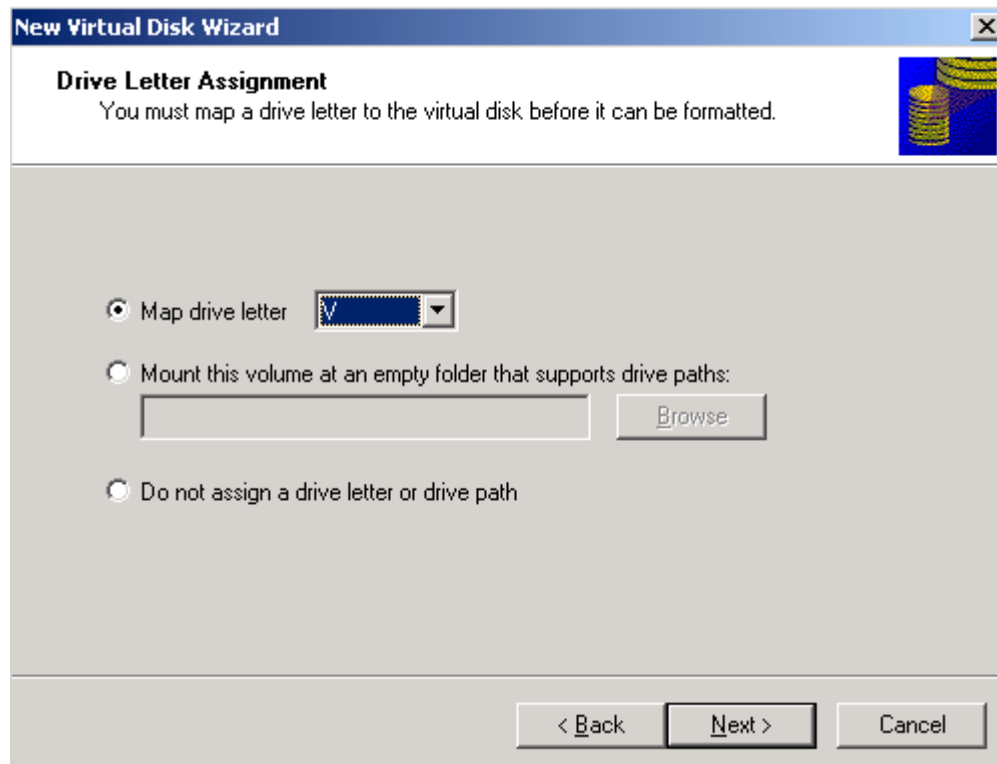 New Virtual Disk Wizard
Drive Letter Assignment
You must map a drive letter to the virtual disk before it can be formatted.
Map drive letter V
Mount this volume at an empty folder that supports drive paths:
Browse
Do not assign a drive letter or drive path
< Back Next > Cancel